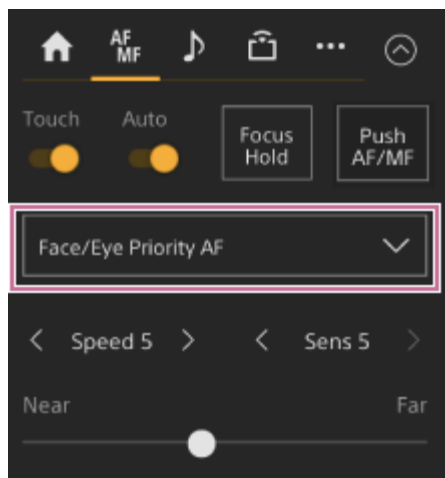 AF
MF
Touch
Auto
Focus
Hold
Push
AF/MF
Face/Eye Priority AF
Speed 5
Sens 5
Near
Far